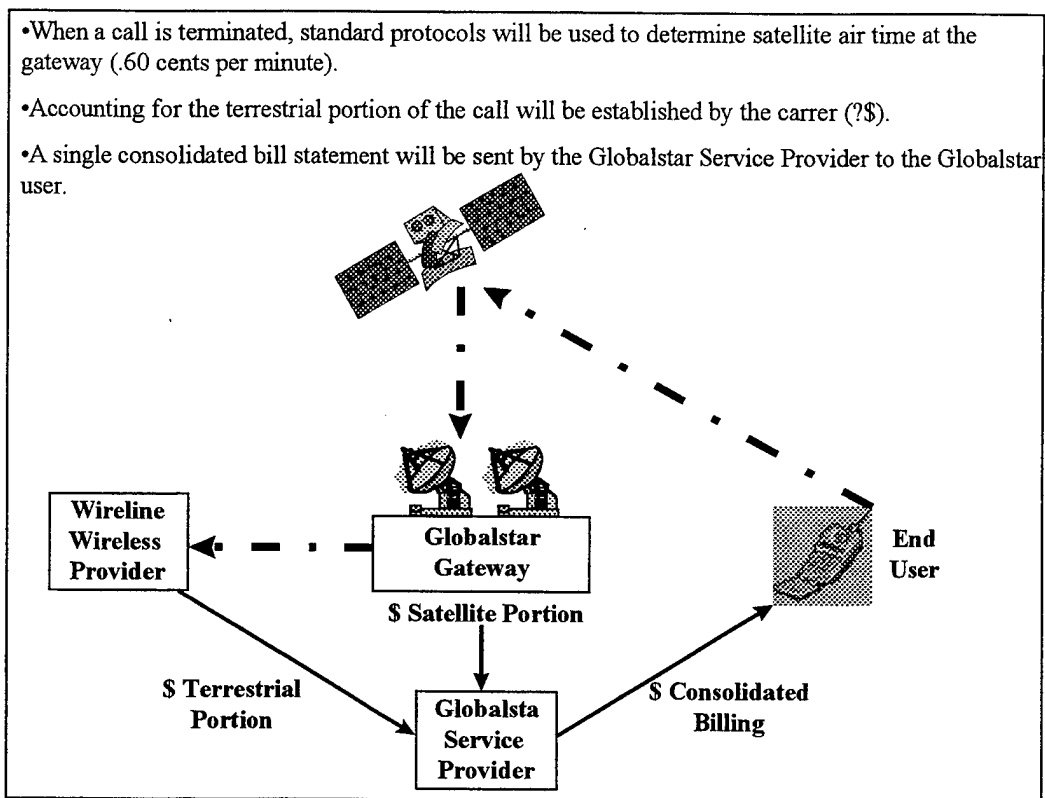 •When a call is terminated, standard protocols will be used to determine satellite air time at the
gateway (.60 cents per minute).
•Accounting for the terrestrial portion of the call will be established by the carrer (?$).
•A single consolidated bill statement will be sent by the Globalstar Service Provider to the Globalstar
user.
Wireline
Wireless
Provider
Globalstar
Gateway
End
User
$ Satellite Portion
$ Terrestrial
Portion
$ Consolidated
Billing
Globalsta
Service
Provider